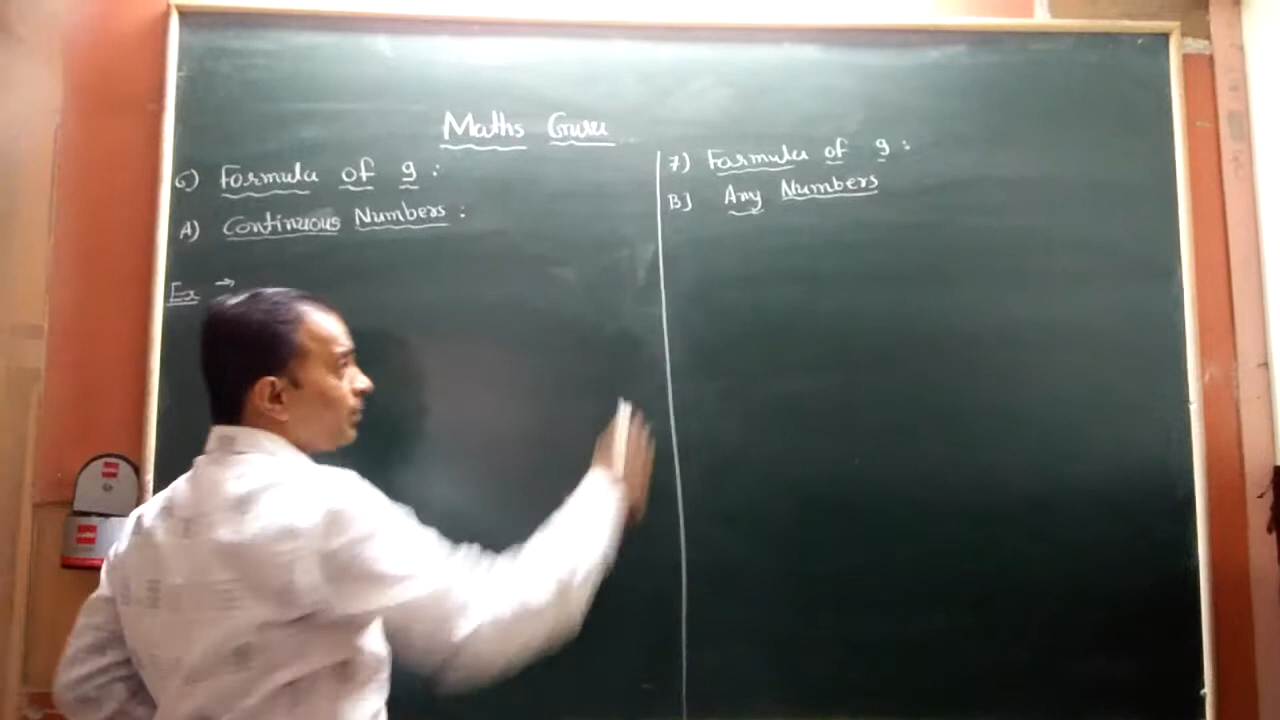 Maths Guru
6) Formula of 9 :
A) Continuous Numbers :
Ex →
7) Formula of 9 :
B] Any Numbers